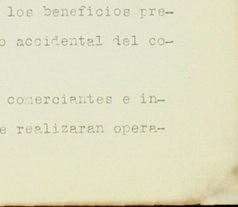 los beneficios pre-
o accidental del co-
comerciantes e in-
e realizaran opera-